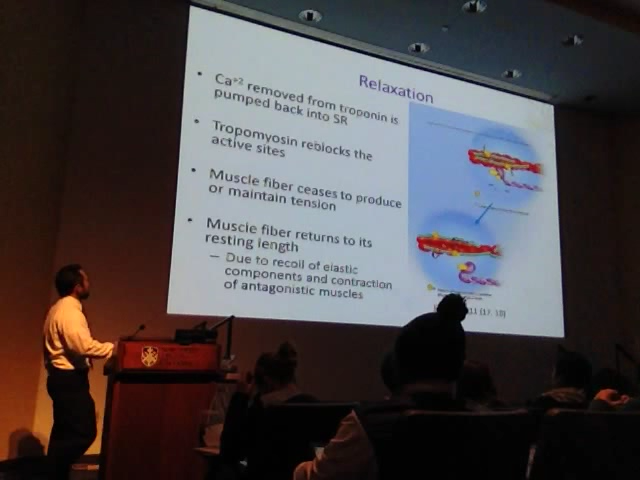 Relaxation
• Ca+2 removed from troponin is
pumped back into SR
• Tropomyosin reblocks the
active sites
• Muscle fiber ceases to produce
or maintain tension
• Muscle fiber returns to its
resting length
– Due to recoil of elastic
components and contraction
of antagonistic muscles